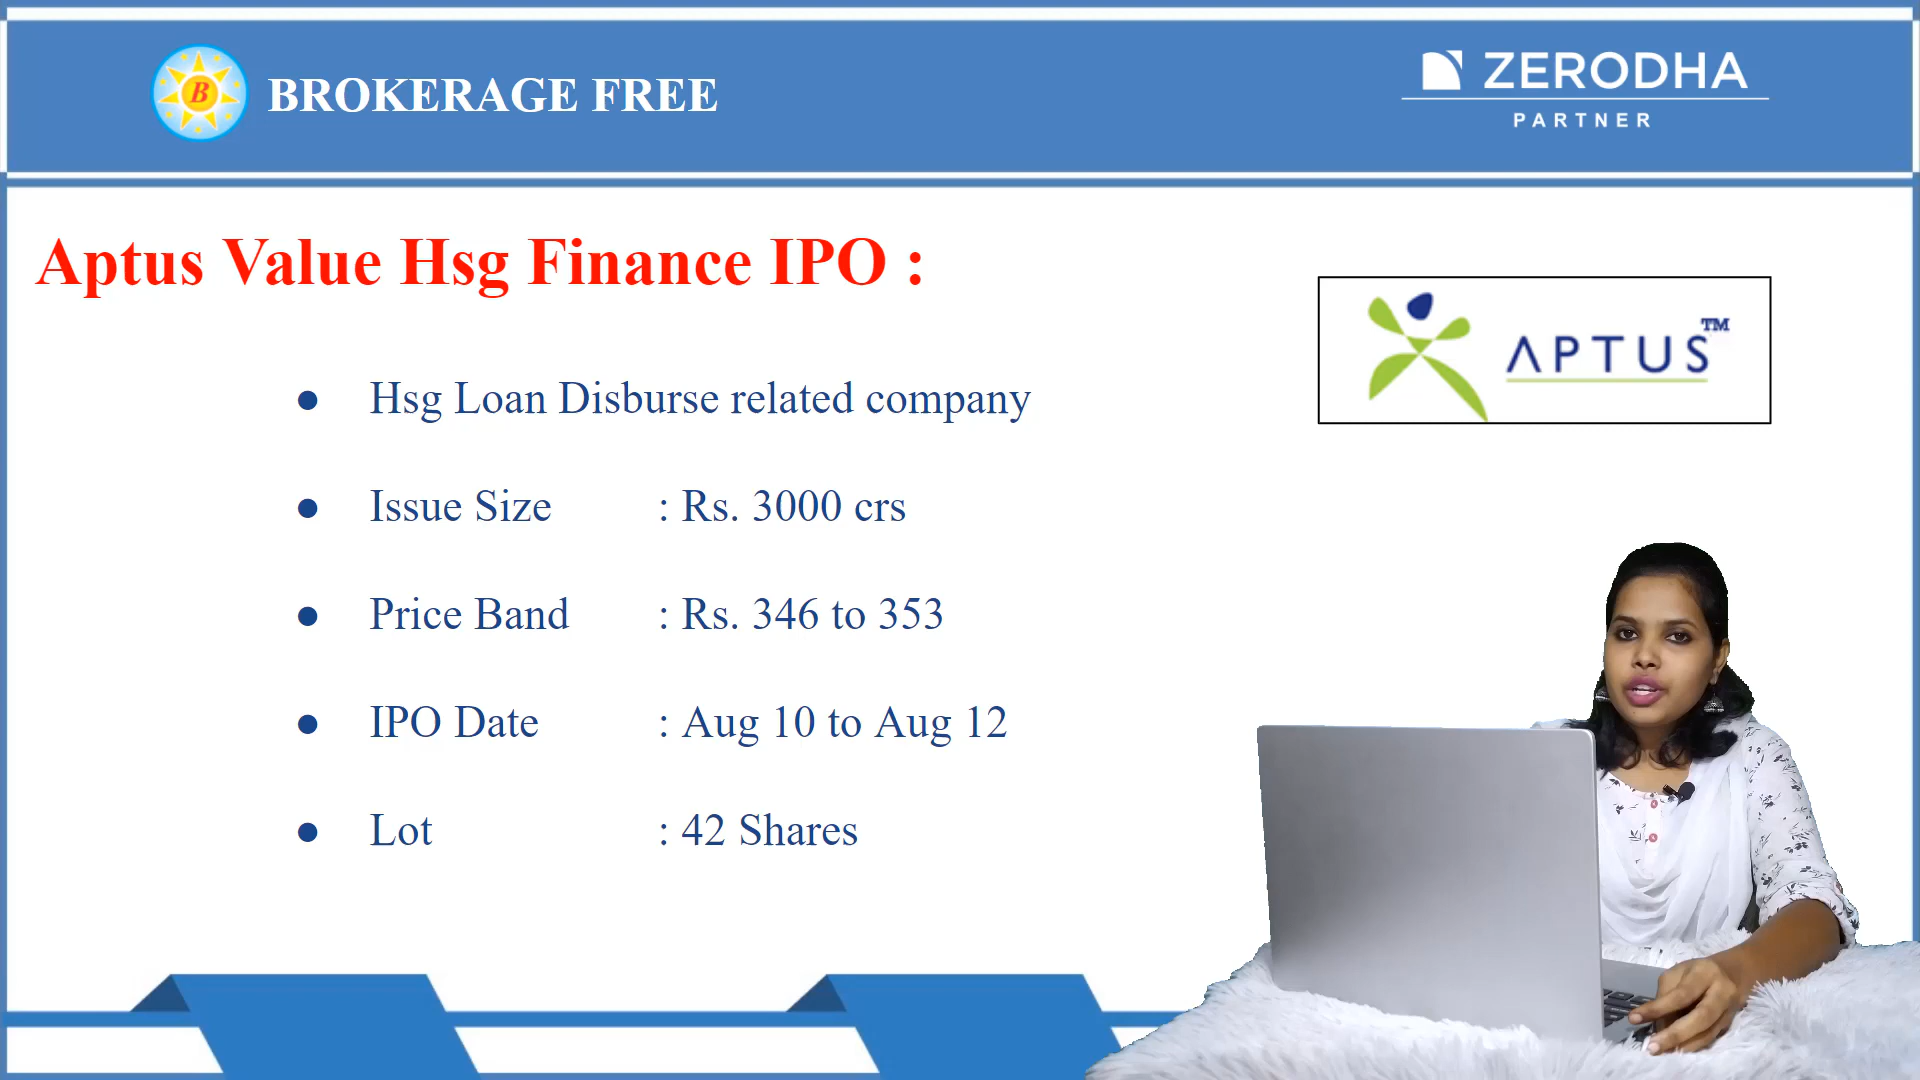 B BROKERAGE FREE
ZERODHA
PARTNER
Aptus Value Hsg Finance IPO :
APTUS™
● Hsg Loan Disburse related company
● Issue Size : Rs. 3000 crs
● Price Band : Rs. 346 to 353
● IPO Date : Aug 10 to Aug 12
● Lot : 42 Shares